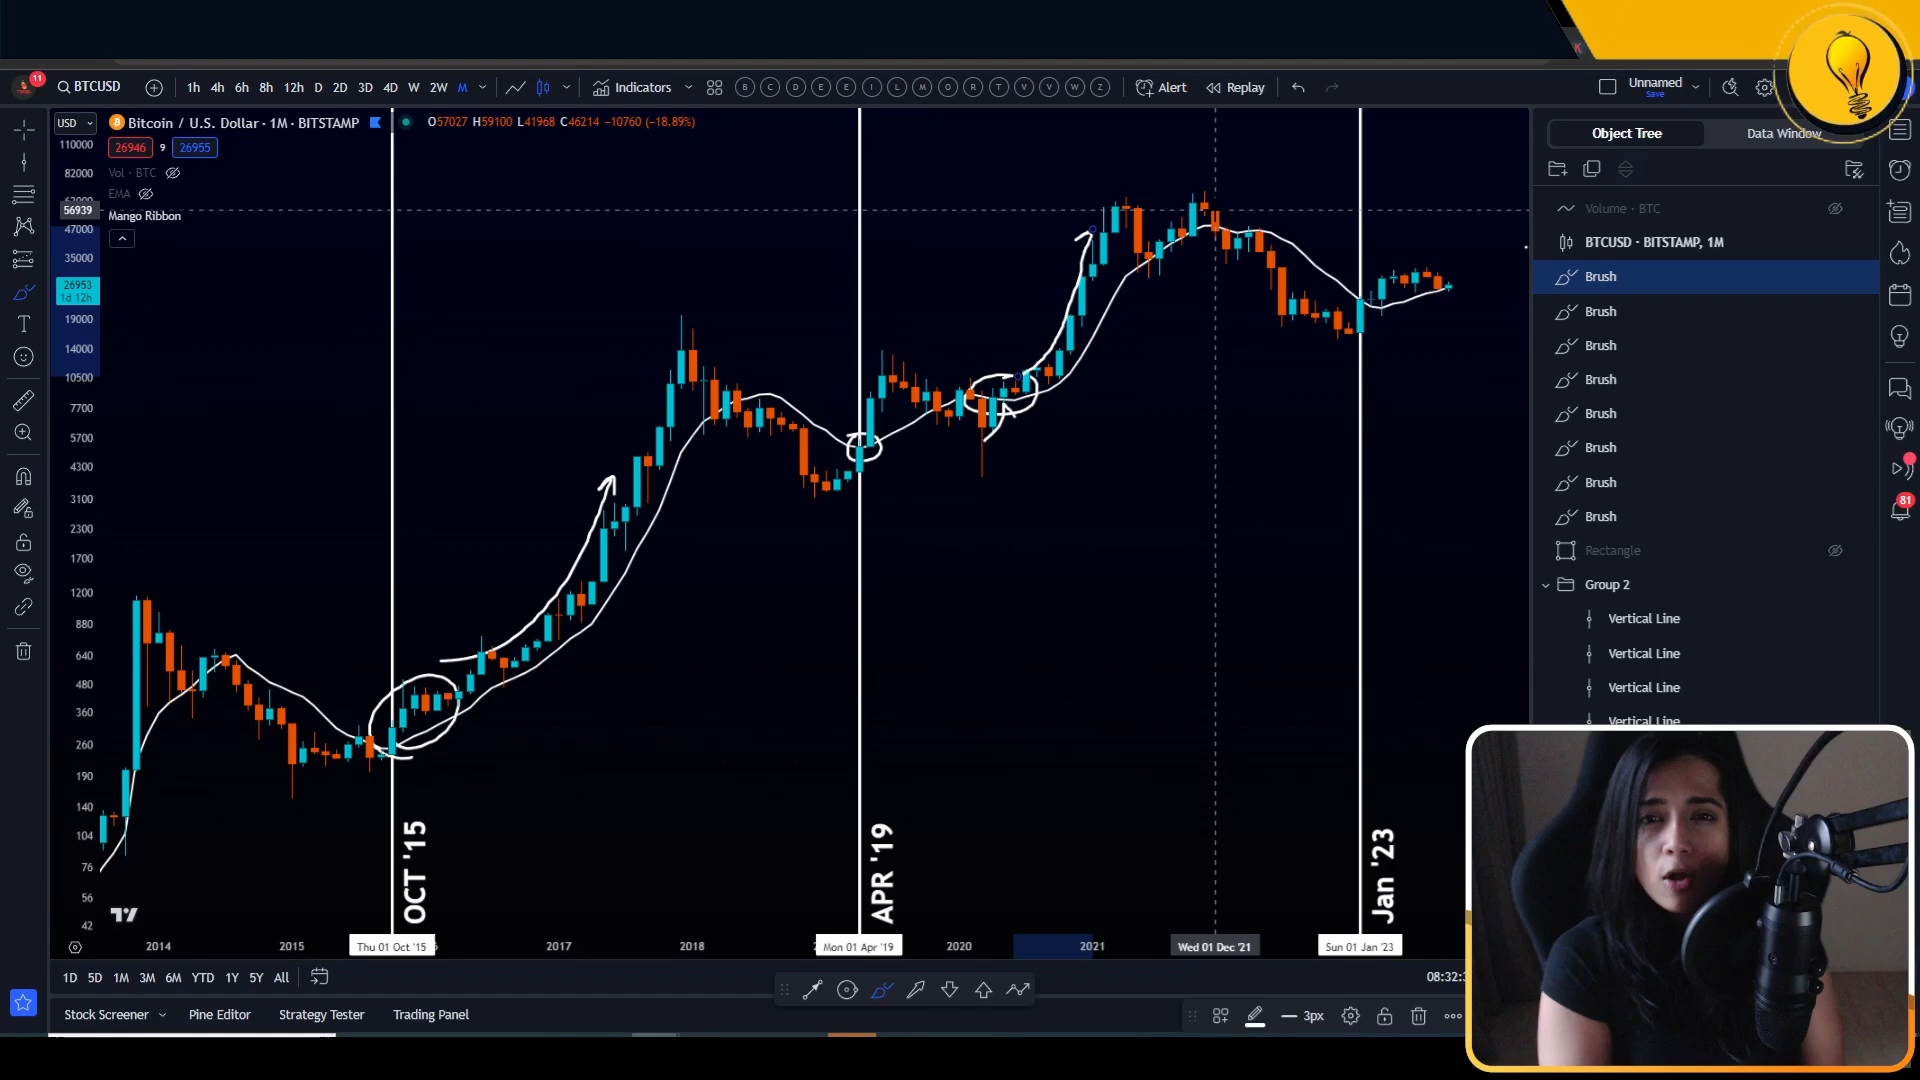 11
BTCUSD
1h 4h 6h 8h 12h D 2D 3D 4D W 2W M
Indicators
B C D E E I L M O R T V V W Z
Alert
Replay
Unnamed
Save
K
USD
Bitcoin / U.S. Dollar · 1M · BITSTAMP
O57027 H59100 L41968 C46214 −10760 (−18.89%)
26946 9 26955
Vol · BTC
EMA
Mango Ribbon
110000
82000
56939
47000
35000
26953
1d 12h
19000
14000
10500
7700
5700
4300
3100
2300
1700
1200
880
640
480
360
260
190
140
104
76
56
42
OCT '15
APR '19
Jan '23
2014 2015 Thu 01 Oct '15 2017 2018 Mon 01 Apr '19 2020 2021 Wed 01 Dec '21 Sun 01 Jan '23
1D 5D 1M 3M 6M YTD 1Y 5Y All
Stock Screener Pine Editor Strategy Tester Trading Panel
3px
Object Tree Data Window
Volume · BTC
BTCUSD · BITSTAMP, 1M
Brush
Brush
Brush
Brush
Brush
Brush
Brush
Brush
Rectangle
Group 2
Vertical Line
Vertical Line
Vertical Line
Vertical Line
81